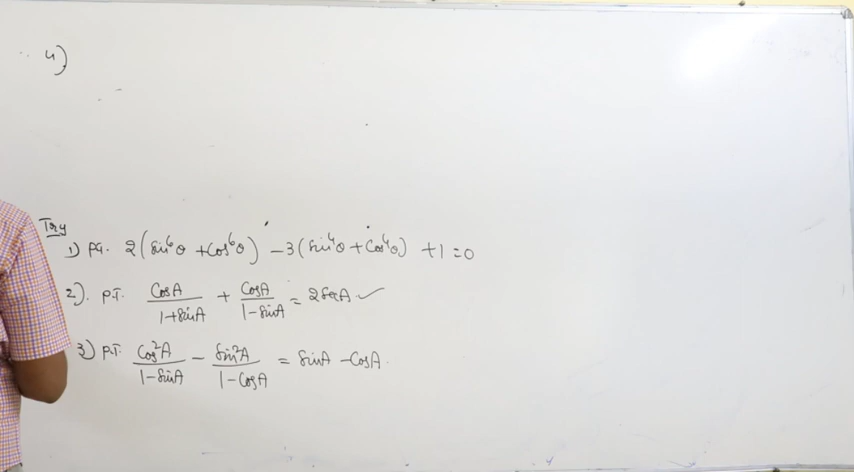 4)
Try
1) P.T. 2(sin⁶θ + cos⁶θ) - 3(sin⁴θ + cos⁴θ) + 1 = 0
2). P.T. CosA/(1+sinA) + CosA/(1-sinA) = 2secA ✓
3) P.T. Cos²A/(1-sinA) - Sin²A/(1-CosA) = SinA - CosA